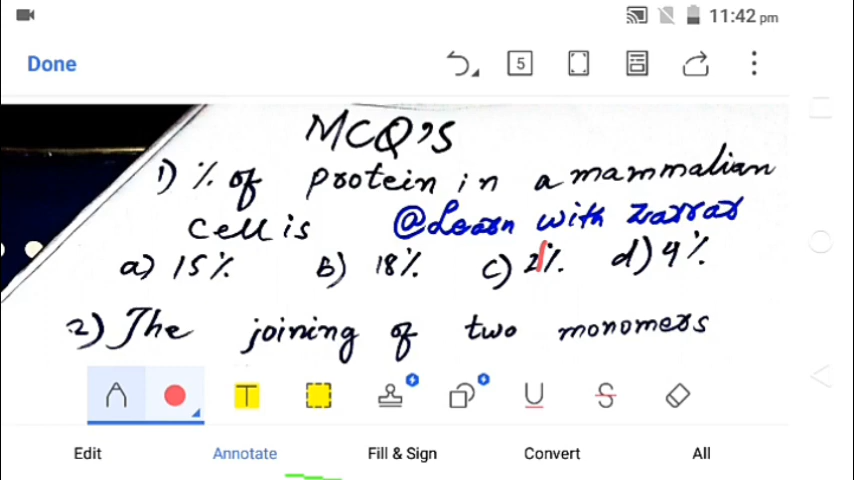 11:42 pm
Done
5
MCQ's
1) % of protein in a mammalian
cell is @Learn with zarrar
a) 15% B) 18% c) 2% d) 4%
2) The joining of two monomers
T U S
Edit Annotate Fill & Sign Convert All